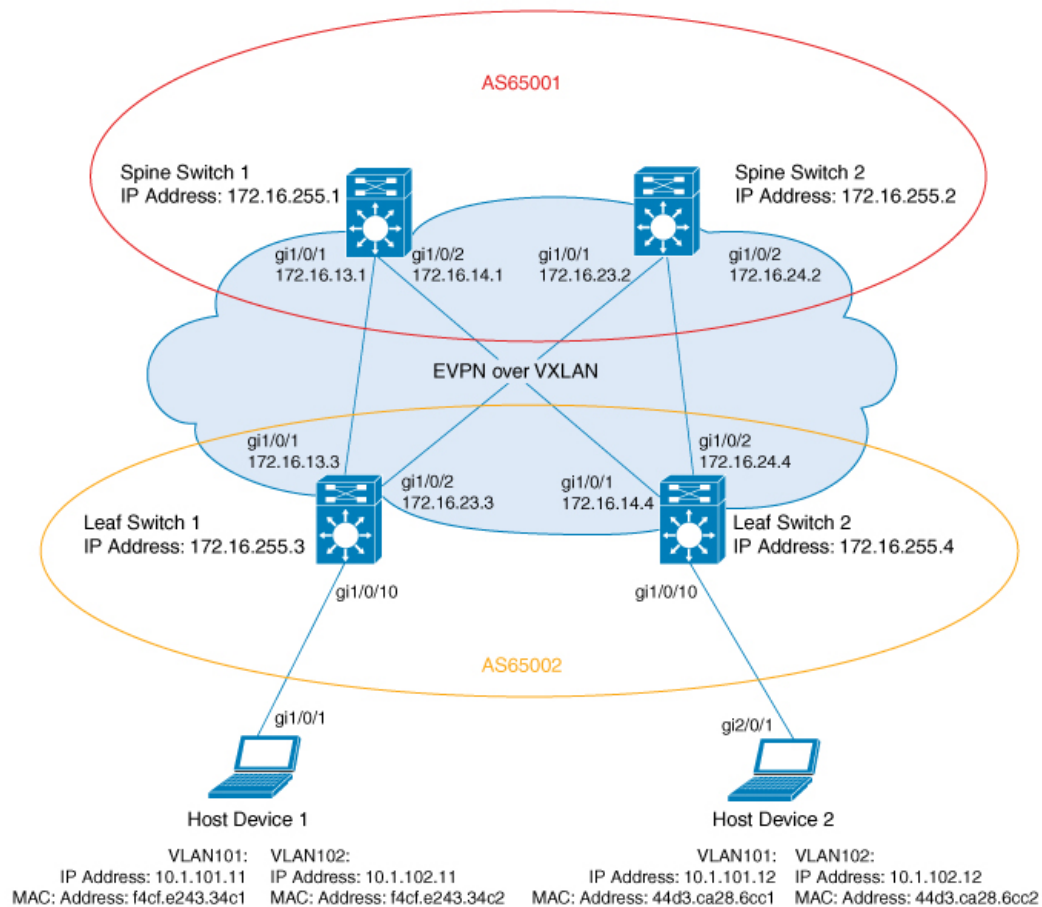 AS65001
Spine Switch 1
IP Address: 172.16.255.1
Spine Switch 2
IP Address: 172.16.255.2
gi1/0/1
172.16.13.1
gi1/0/2
172.16.14.1
gi1/0/1
172.16.23.2
gi1/0/2
172.16.24.2
EVPN over VXLAN
gi1/0/1
172.16.13.3
gi1/0/2
172.16.23.3
gi1/0/1
172.16.14.4
gi1/0/2
172.16.24.4
Leaf Switch 1
IP Address: 172.16.255.3
Leaf Switch 2
IP Address: 172.16.255.4
gi1/0/10
gi1/0/10
AS65002
gi1/0/1
gi2/0/1
Host Device 1
VLAN101:
IP Address: 10.1.101.11
MAC: Address: f4cf.e243.34c1
VLAN102:
IP Address: 10.1.102.11
MAC: Address: f4cf.e243.34c2
Host Device 2
VLAN101:
IP Address: 10.1.101.12
MAC: Address: 44d3.ca28.6cc1
VLAN102:
IP Address: 10.1.102.12
MAC: Address: 44d3.ca28.6cc2